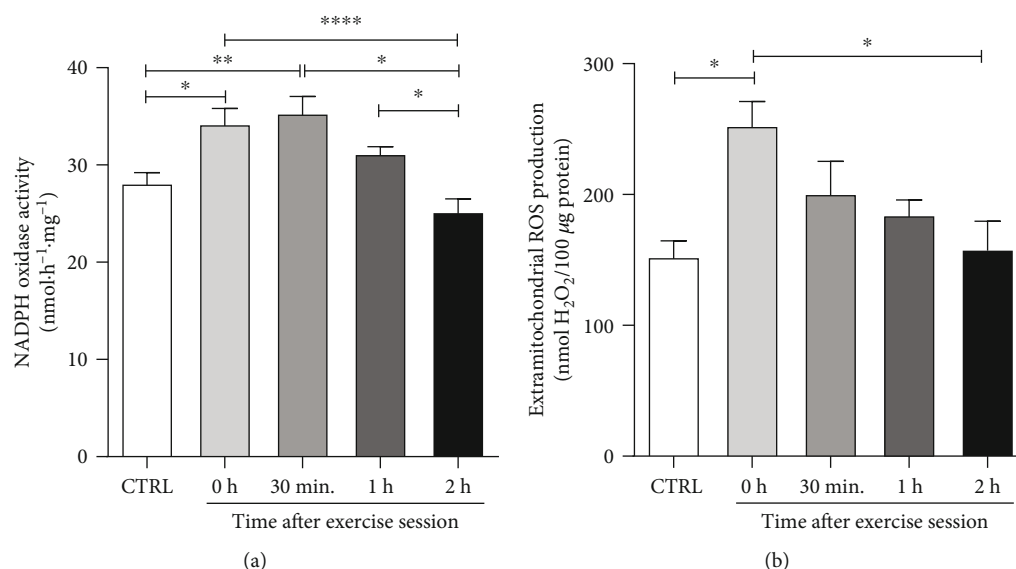 ****
**
*
*
*
40
30
20
10
0
NADPH oxidase activity
(nmol·h⁻¹·mg⁻¹)
CTRL
0 h
30 min.
1 h
2 h
Time after exercise session
(a)
*
*
300
200
100
0
Extramitochondrial ROS production
(nmol H₂O₂/100 µg protein)
CTRL
0 h
30 min.
1 h
2 h
Time after exercise session
(b)